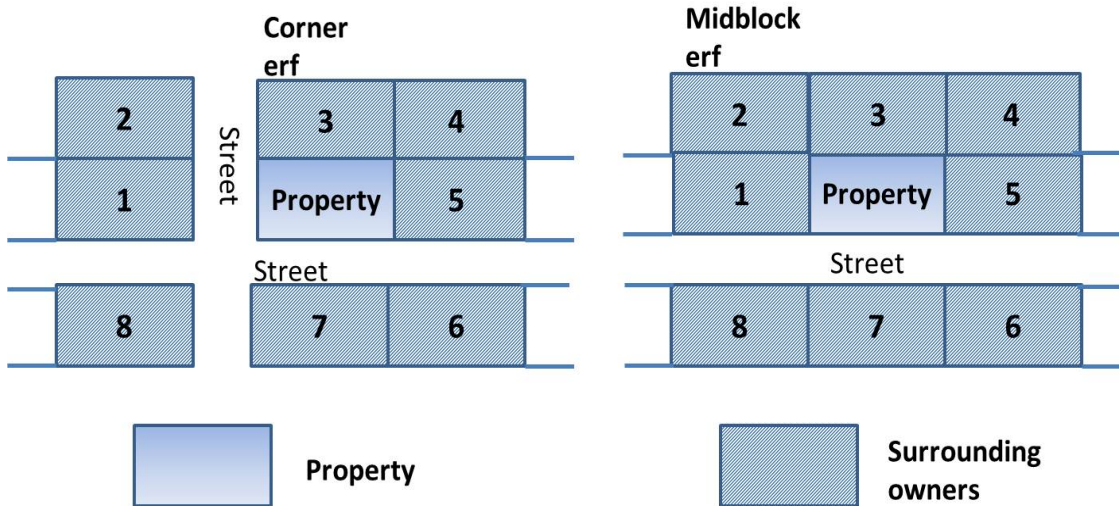 Corner
erf
2
3
4
Street
1
Property
5
Street
8
7
6
Midblock
erf
2
3
4
1
Property
5
Street
8
7
6
Property
Surrounding
owners